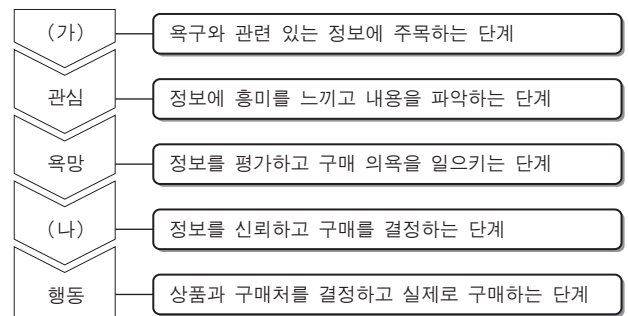 (가) 욕구와 관련 있는 정보에 주목하는 단계
관심 정보에 흥미를 느끼고 내용을 파악하는 단계
욕망 정보를 평가하고 구매 의욕을 일으키는 단계
(나) 정보를 신뢰하고 구매를 결정하는 단계
행동 상품과 구매처를 결정하고 실제로 구매하는 단계